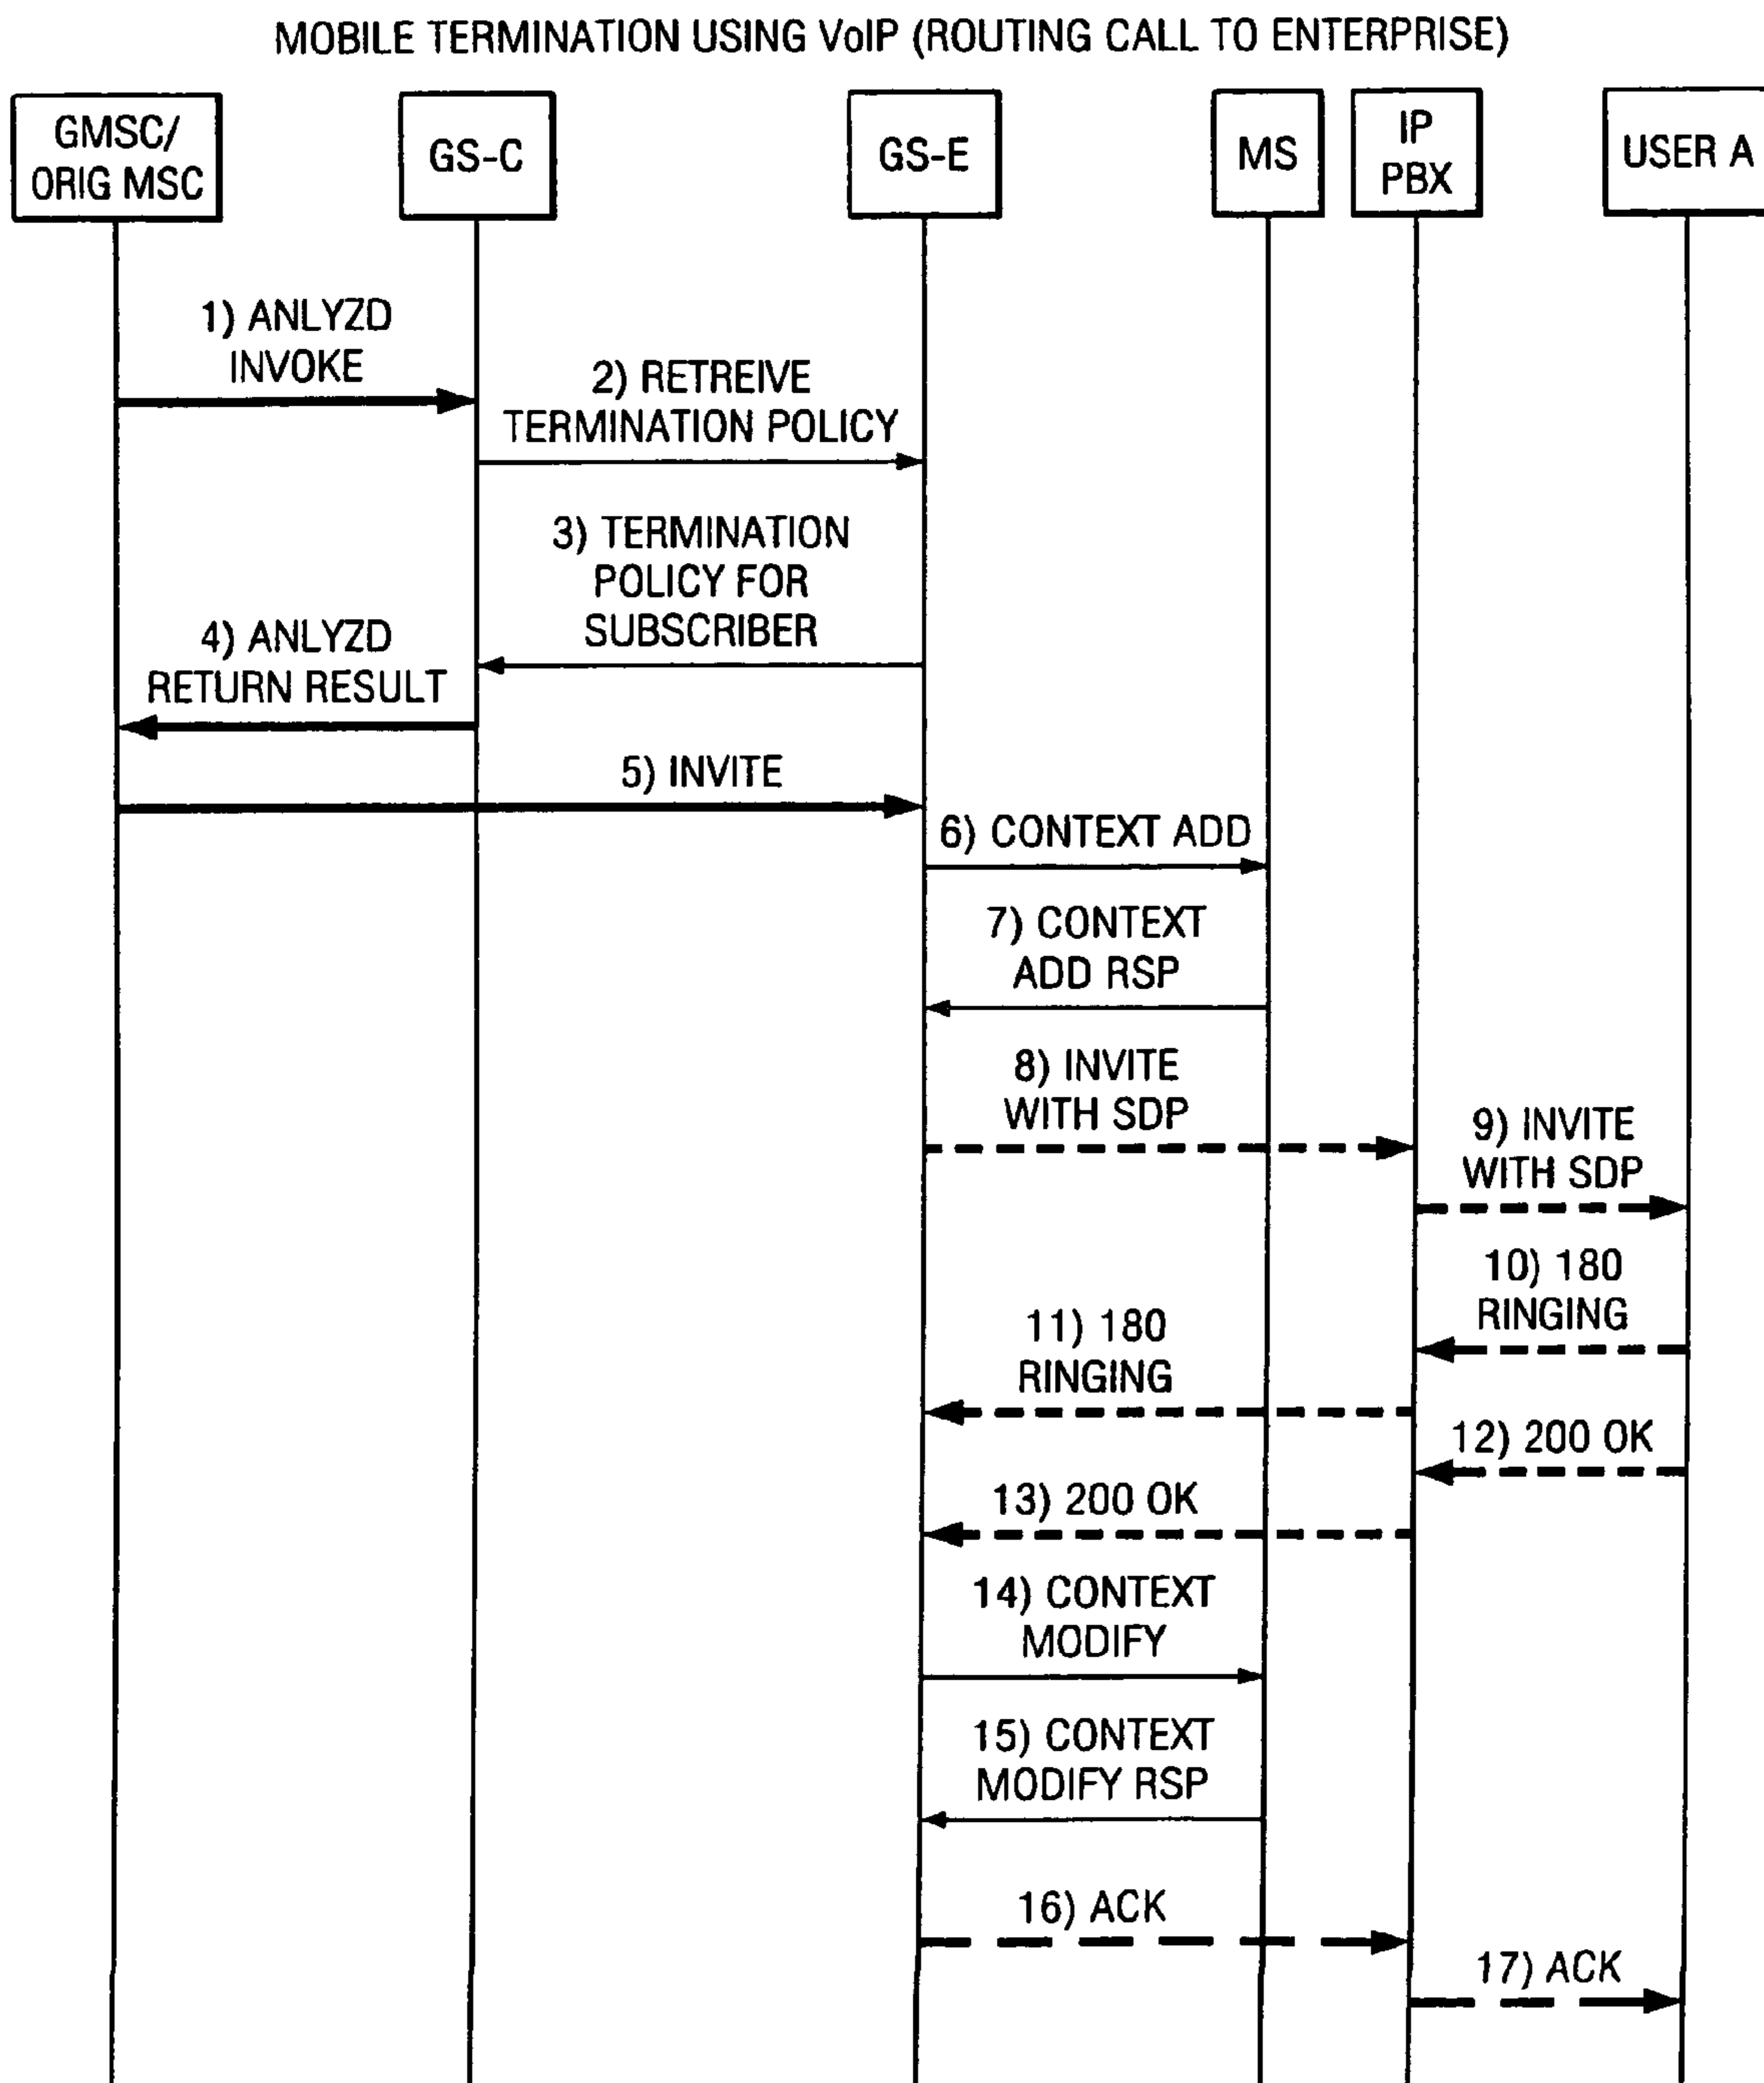 MOBILE TERMINATION USING VoIP (ROUTING CALL TO ENTERPRISE)
GMSC/
ORIG MSC
GS-C
GS-E
MS
IP
PBX
USER A
1) ANLYZD
INVOKE
2) RETREIVE
TERMINATION POLICY
3) TERMINATION
POLICY FOR
SUBSCRIBER
4) ANLYZD
RETURN RESULT
5) INVITE
6) CONTEXT ADD
7) CONTEXT
ADD RSP
8) INVITE
WITH SDP
9) INVITE
WITH SDP
10) 180
RINGING
11) 180
RINGING
12) 200 OK
13) 200 OK
14) CONTEXT
MODIFY
15) CONTEXT
MODIFY RSP
16) ACK
17) ACK